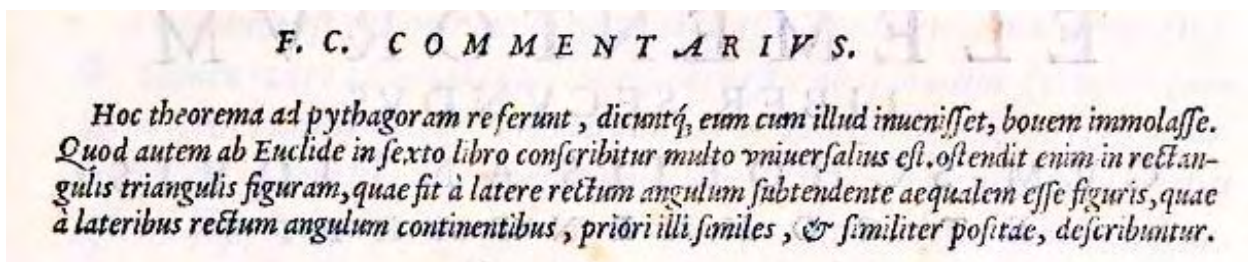 F. C. COMMENTARIVS.
Hoc theorema ad pythagoram referunt, dicuntq́; eum cum illud inuenißet, bouem immolaſſe.
Quod autem ab Euclide in ſexto libro conſcribitur multo vniuerſalius eſt. oſtendit enim in rectan-
gulis triangulis figuram, quae fit à latere rectum angulum ſubtendente aequalem eſſe figuris, quae
à lateribus rectum angulum continentibus, priori illi ſimiles, & ſimiliter poſitae, deſcribuntur.